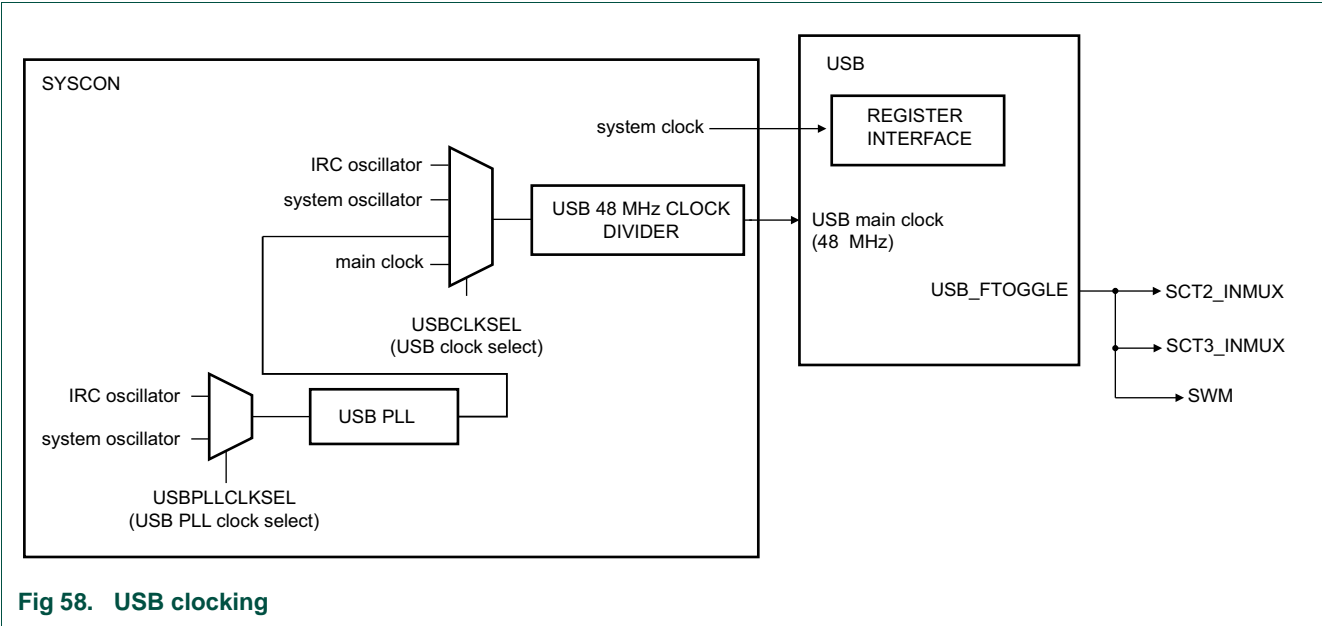 SYSCON
USB
system clock
REGISTER
INTERFACE
IRC oscillator
system oscillator
main clock
USB 48 MHz CLOCK
DIVIDER
USB main clock
(48 MHz)
USB_FTOGGLE
SCT2_INMUX
SCT3_INMUX
SWM
USBCLKSEL
(USB clock select)
IRC oscillator
system oscillator
USB PLL
USBPLLCLKSEL
(USB PLL clock select)
Fig 58. USB clocking